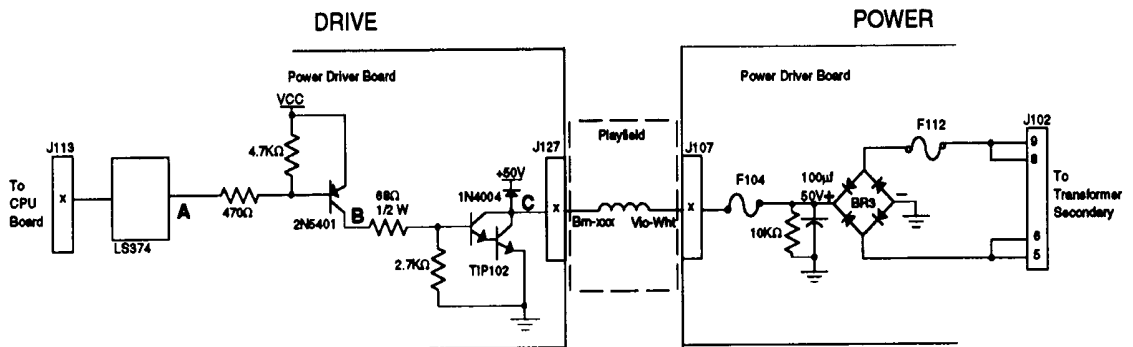 DRIVE
POWER
Power Driver Board
Power Driver Board
VCC
J113
4.7KΩ
J127
Playfield
J107
F112
J102
9
8
+50V
F104
100µf
50V+
To
CPU
Board
x
A
470Ω
2N5401
B
68Ω
1/2 W
1N4004
C
x
Brn-xxx
Vio-Wht
x
BR3
To
Transformer
Secondary
LS374
2.7KΩ
TIP102
10KΩ
6
5